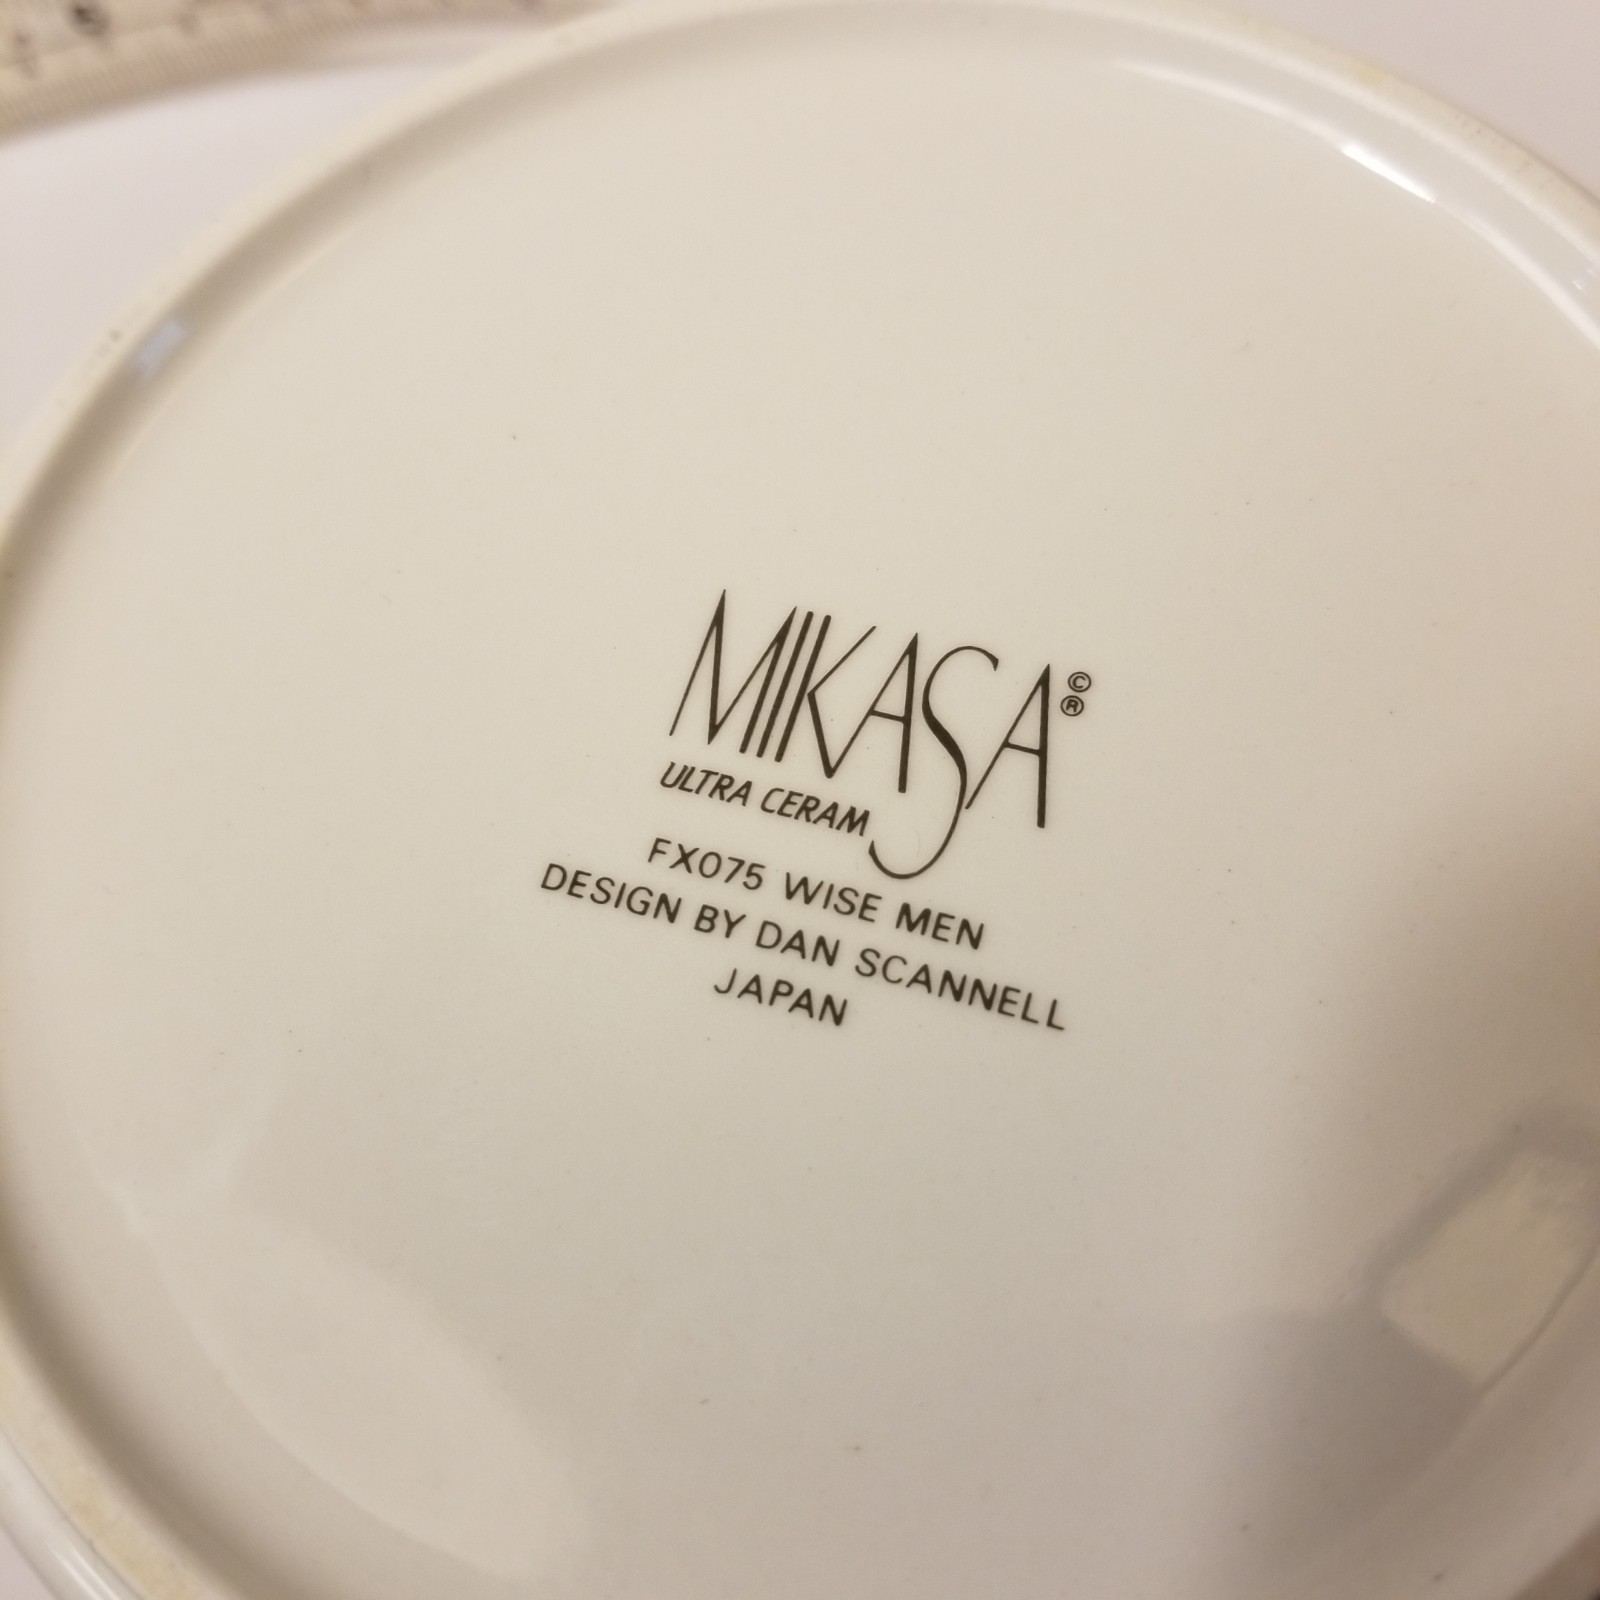 MIKASA ©®
ULTRA CERAM
FX075 WISE MEN
DESIGN BY DAN SCANNELL
JAPAN